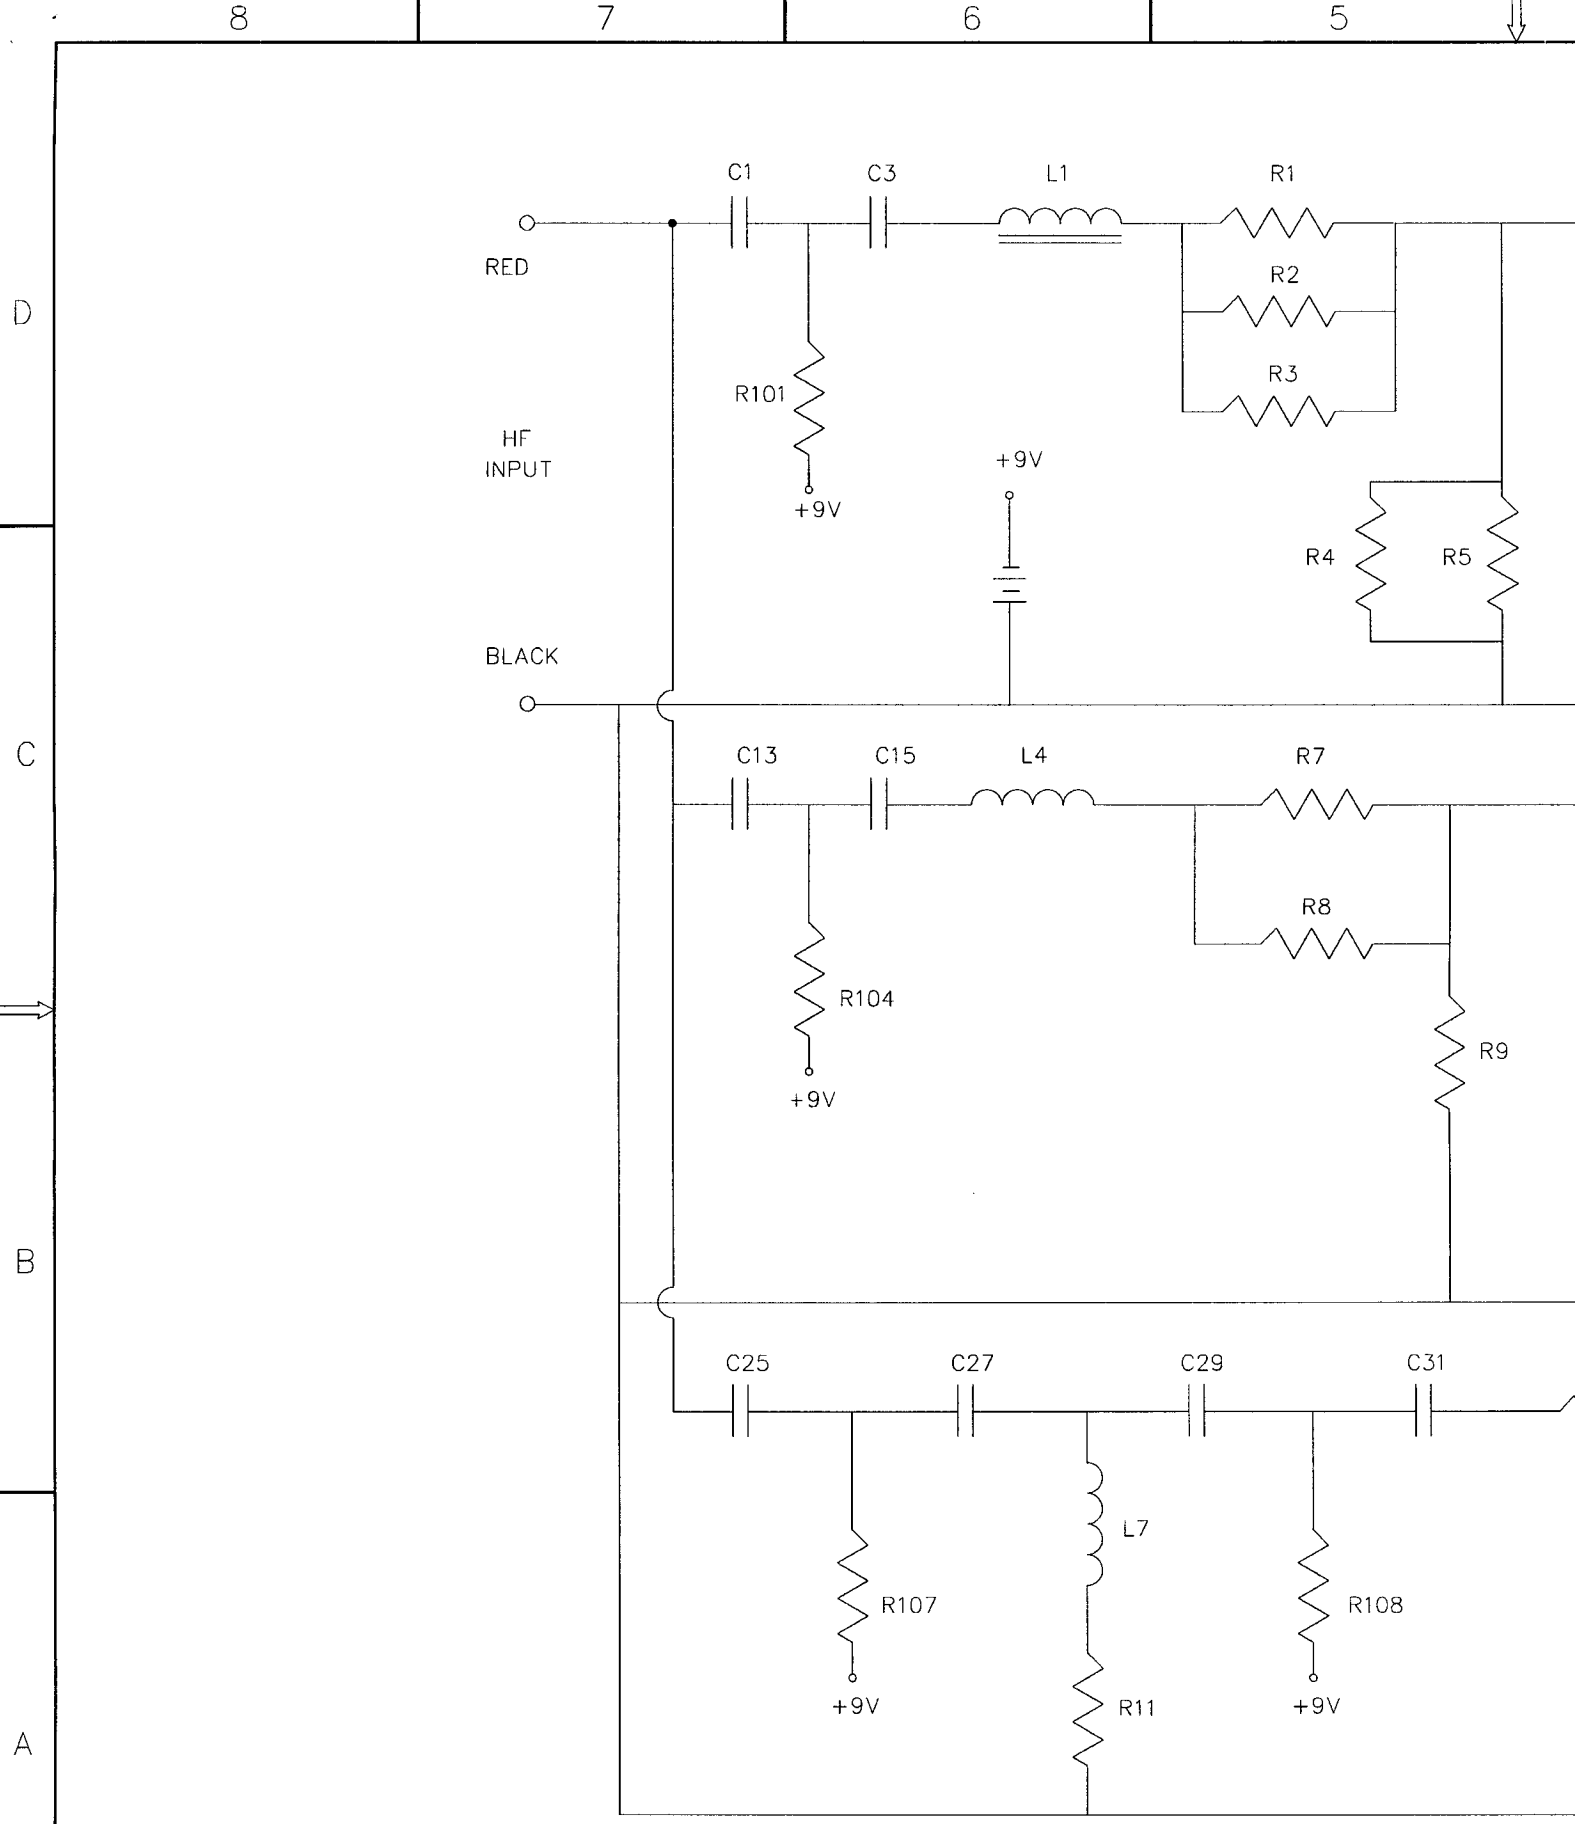 8 7 6 5
C1 C3 L1 R1
RED
R2
D
R3
R101
HF
INPUT
+9V
+9V
R4 R5
BLACK
C
C13 C15 L4 R7
R8
R104
R9
+9V
B
C25 C27 C29 C31
L7
R107 R108
+9V R11 +9V
A